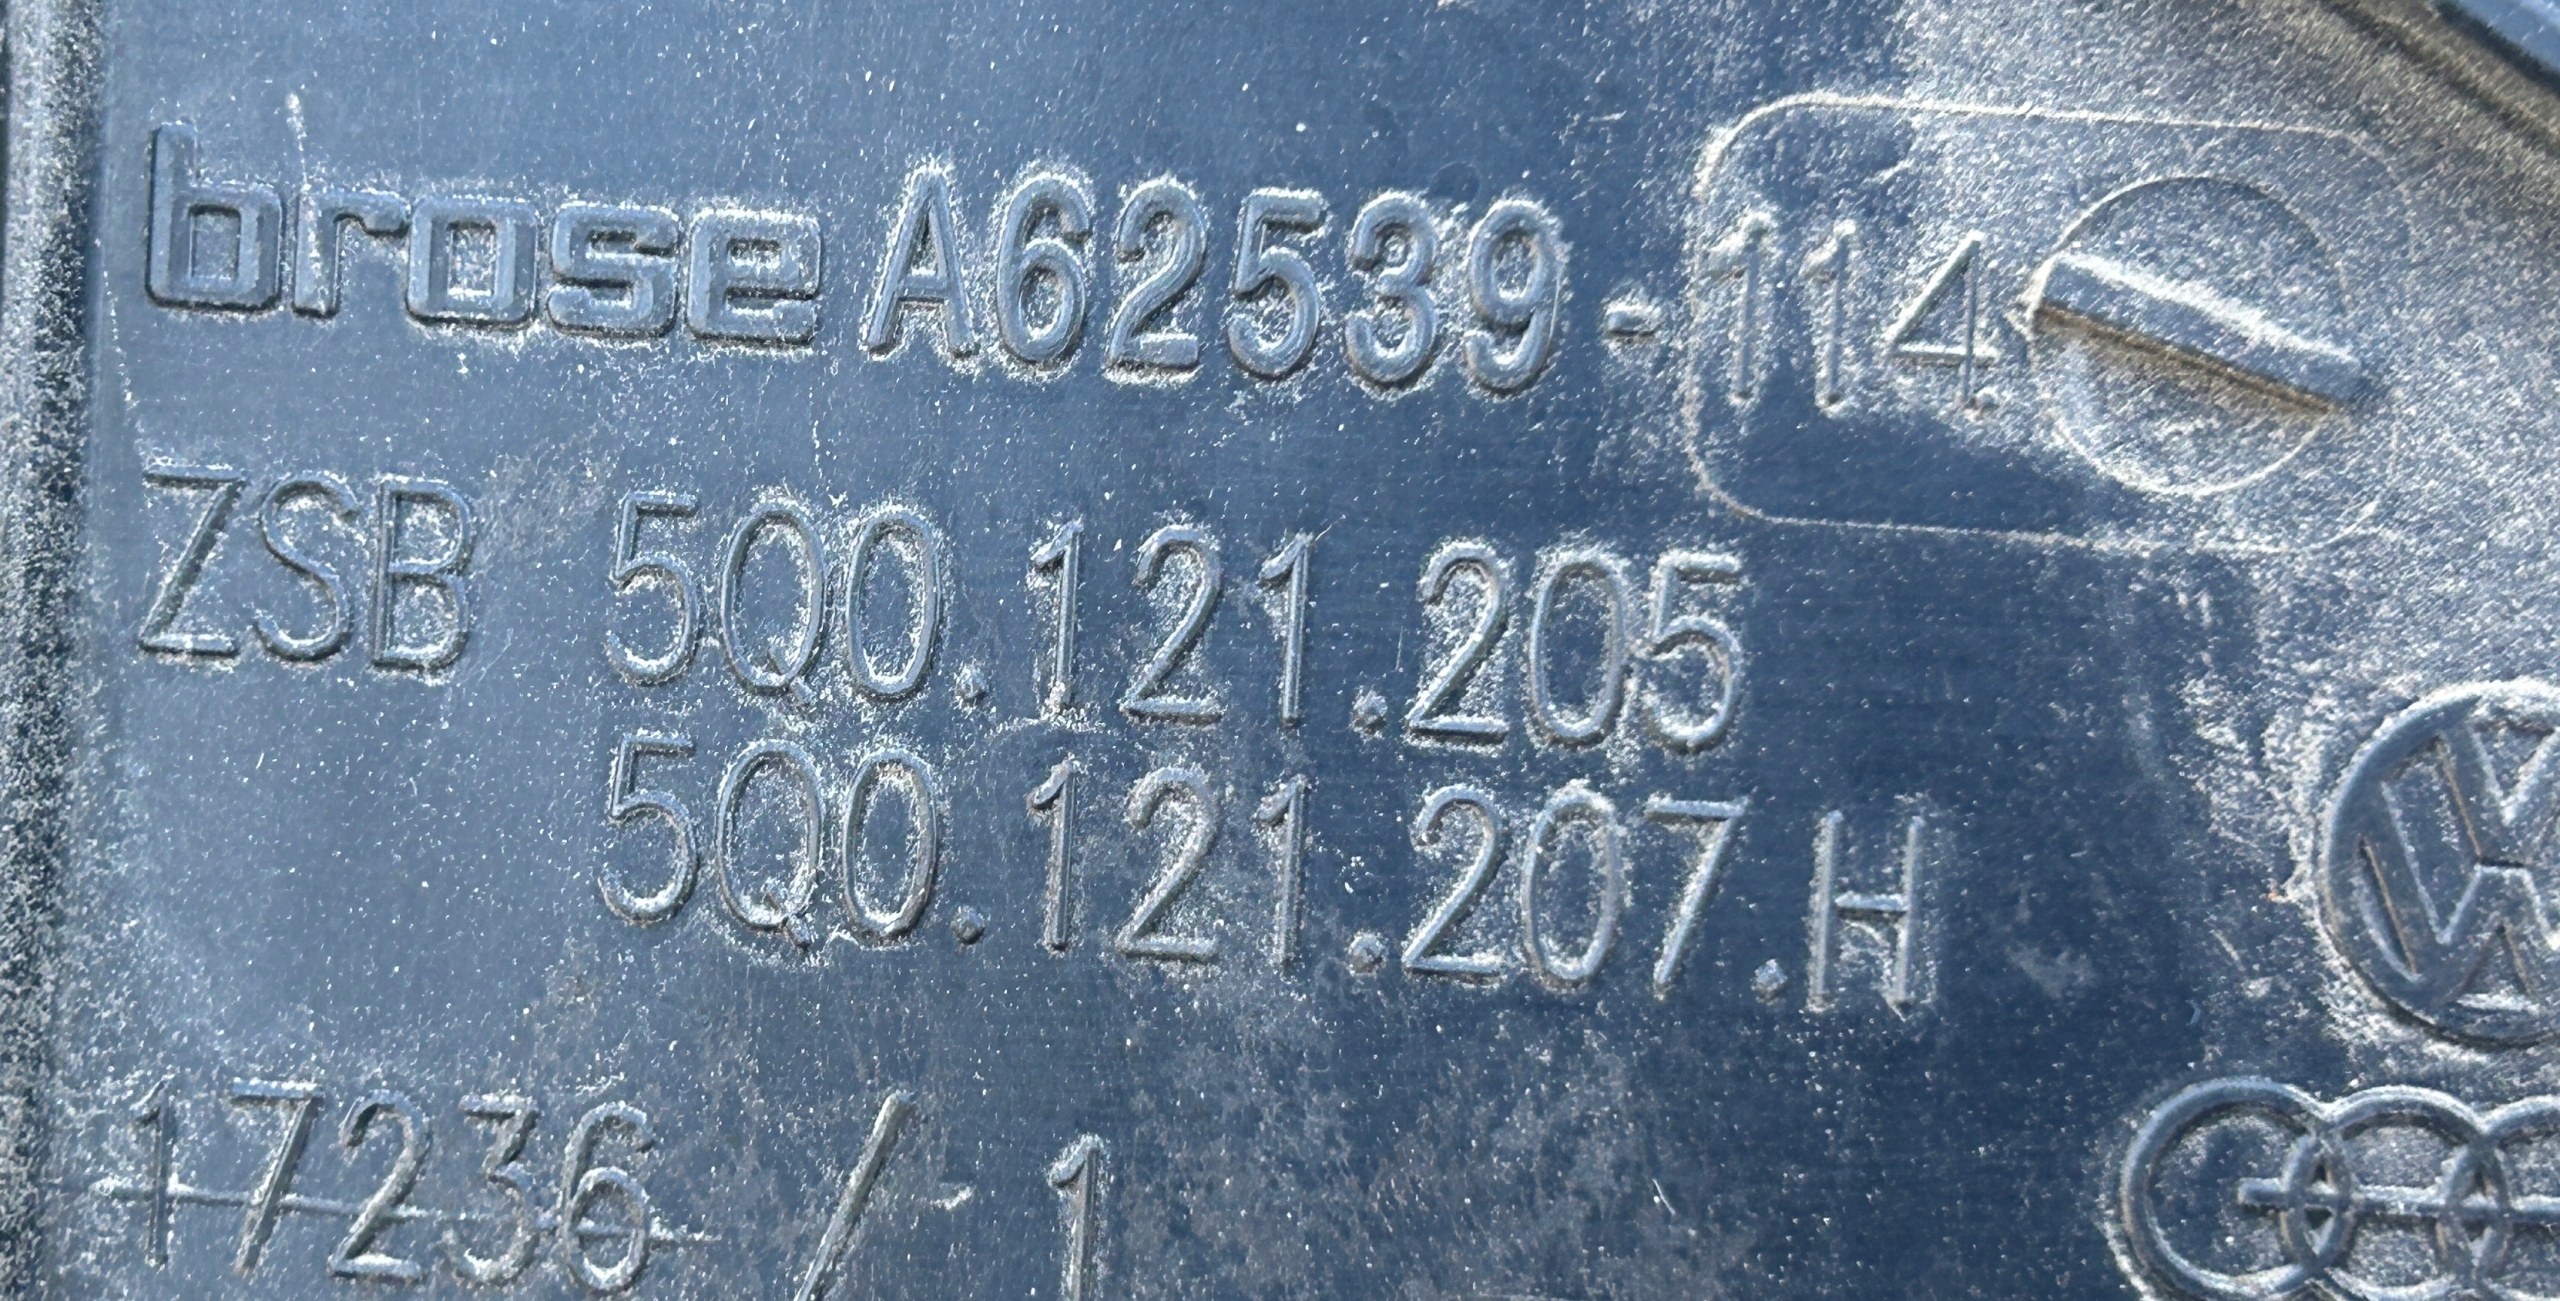 brose A62539-114
ZSB 5Q0.121.205
5Q0.121.207.H
17236 / 1